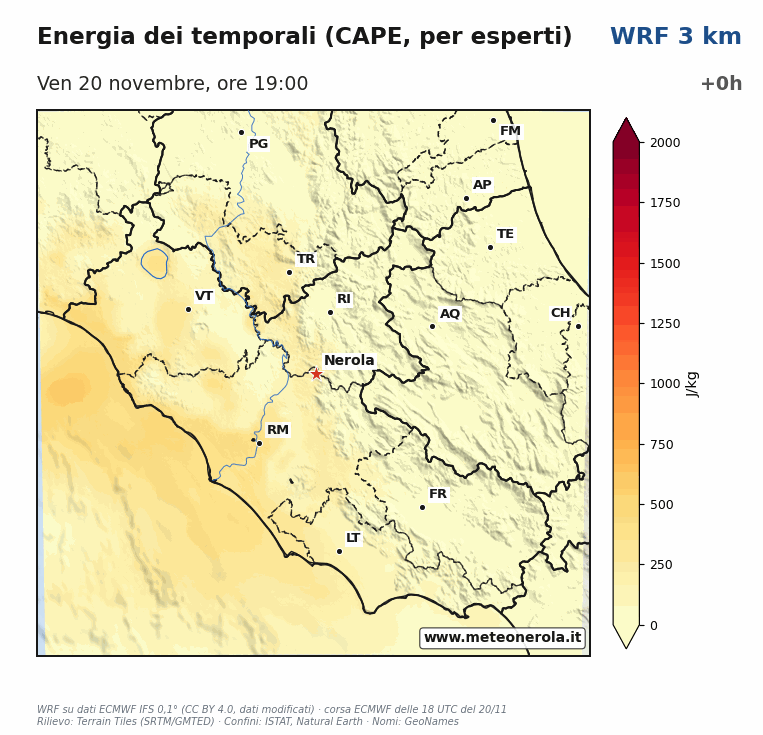 Energia dei temporali (CAPE, per esperti) WRF 3 km
Ven 20 novembre, ore 19:00 +0h
FM
PG
AP
TE
TR
RI
VT
AQ
CH
Nerola
RM
FR
LT
www.meteonerola.it
2000
1750
1500
1250
1000
750
500
250
0
J/kg
WRF su dati ECMWF IFS 0,1° (CC BY 4.0, dati modificati) · corsa ECMWF delle 18 UTC del 20/11
Rilievo: Terrain Tiles (SRTM/GMTED) · Confini: ISTAT, Natural Earth · Nomi: GeoNames